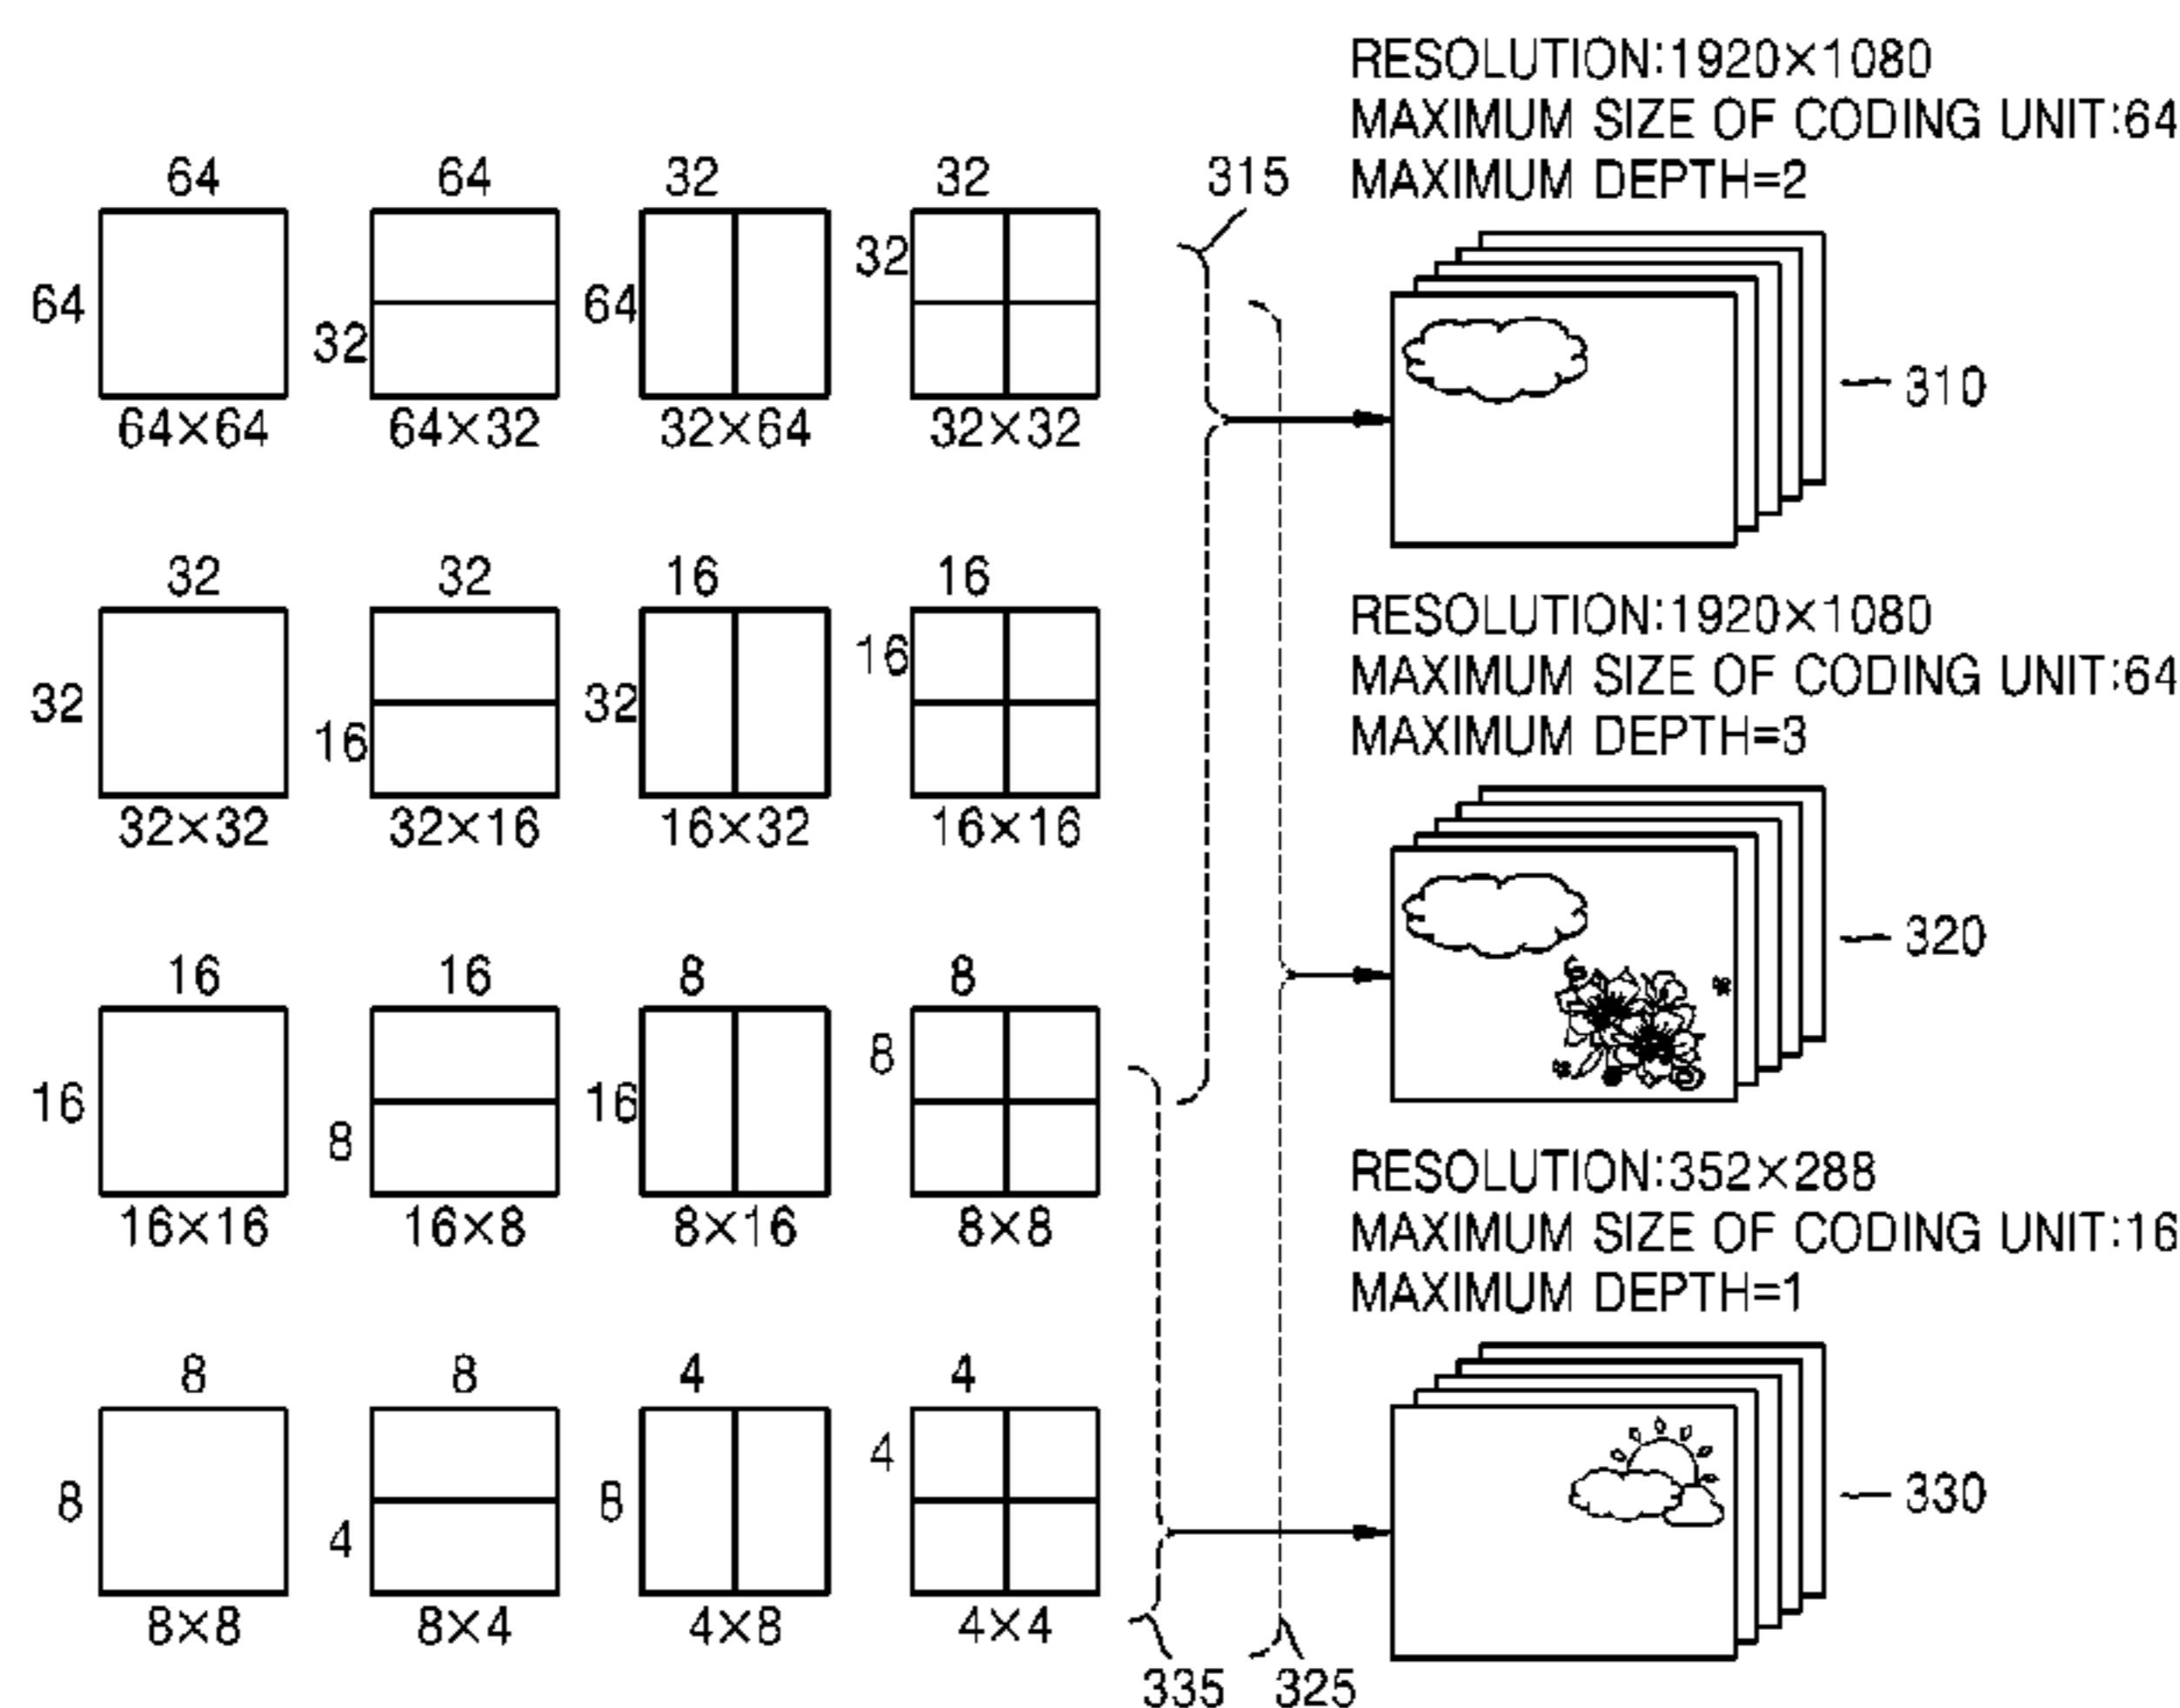 RESOLUTION:1920×1080
MAXIMUM SIZE OF CODING UNIT:64
MAXIMUM DEPTH=2
64 64 32 32 315
64 32 64 32
64×64 64×32 32×64 32×32
310
32 32 16 16
32 16 32 16
32×32 32×16 16×32 16×16
RESOLUTION:1920×1080
MAXIMUM SIZE OF CODING UNIT:64
MAXIMUM DEPTH=3
320
16 16 8 8
16 8 16 8
16×16 16×8 8×16 8×8
RESOLUTION:352×288
MAXIMUM SIZE OF CODING UNIT:16
MAXIMUM DEPTH=1
8 8 4 4
8 4 8 4
8×8 8×4 4×8 4×4
330
335 325